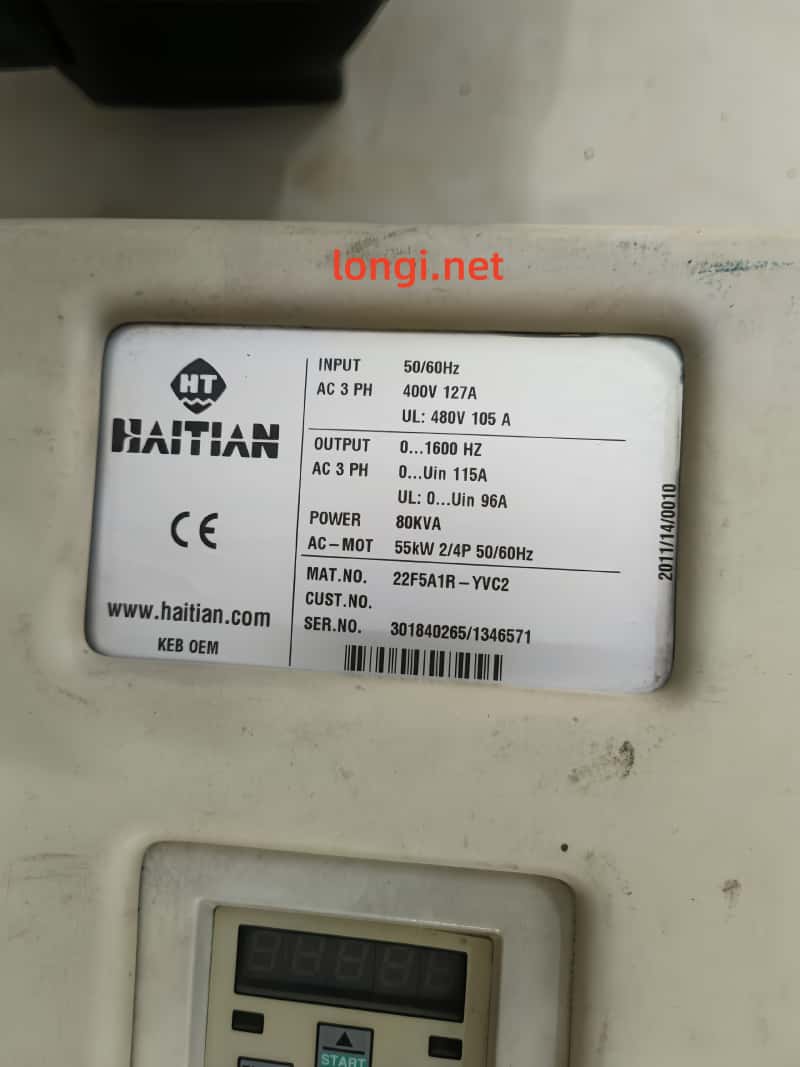 longi.net
HT
HAITIAN
CE
www.haitian.com
KEB OEM
INPUT 50/60Hz
AC 3 PH 400V 127A
UL: 480V 105 A
OUTPUT 0...1600 HZ
AC 3 PH 0...Uin 115A
UL: 0...Uin 96A
POWER 80KVA
AC-MOT 55kW 2/4P 50/60Hz
MAT.NO. 22F5A1R-YVC2
CUST.NO.
SER.NO. 301840265/1346571
2011/14/0010
START